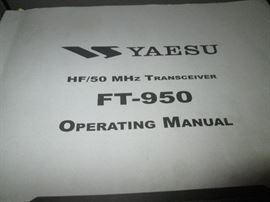 YAESU
HF/50 MHz TRANSCEIVER
FT-950
OPERATING MANUAL